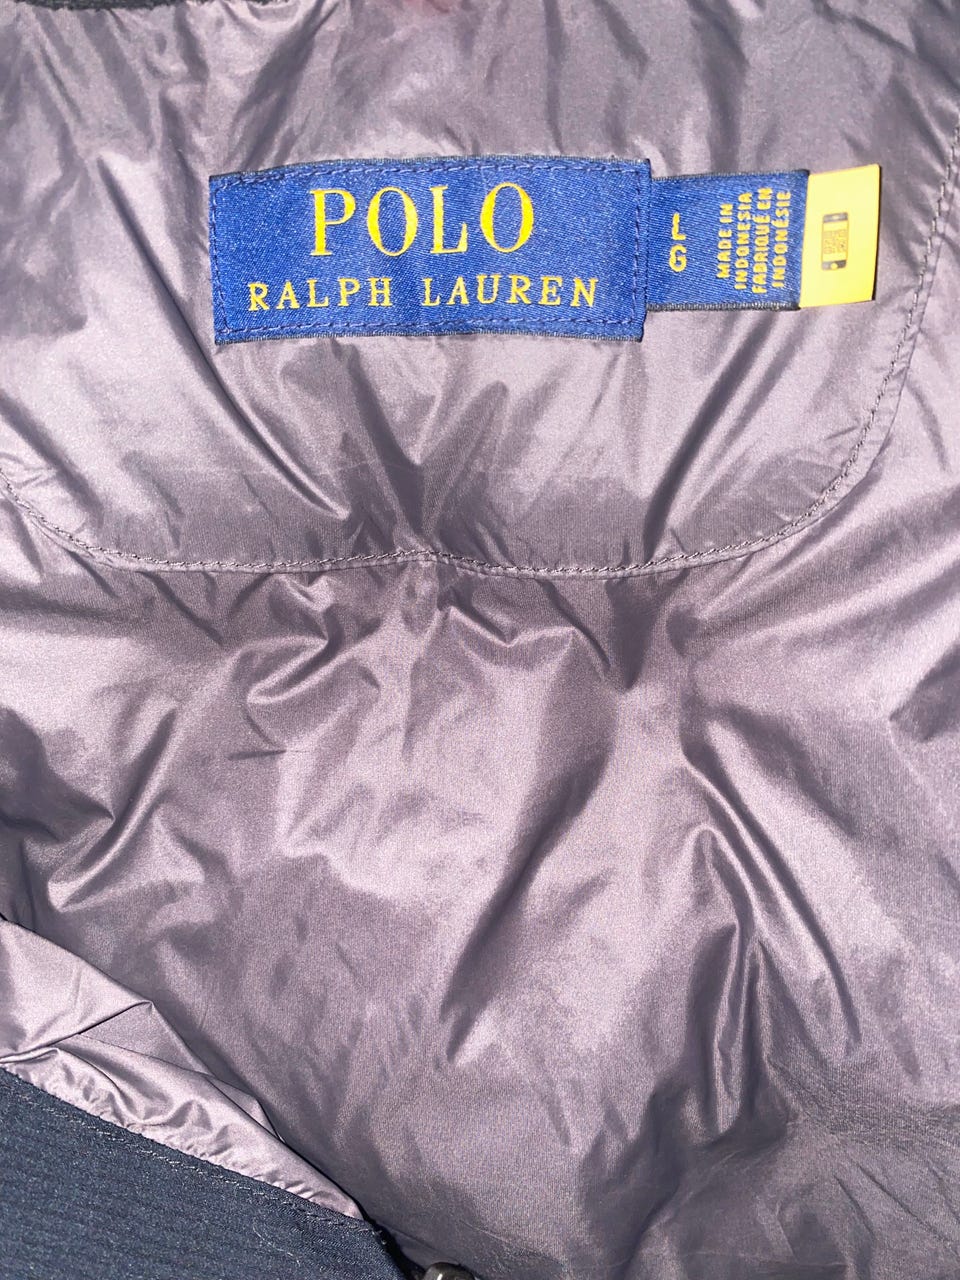 POLO
RALPH LAUREN
L
G
MADE IN
INDONESIA
FABRIQUÉ EN
INDONÉSIE